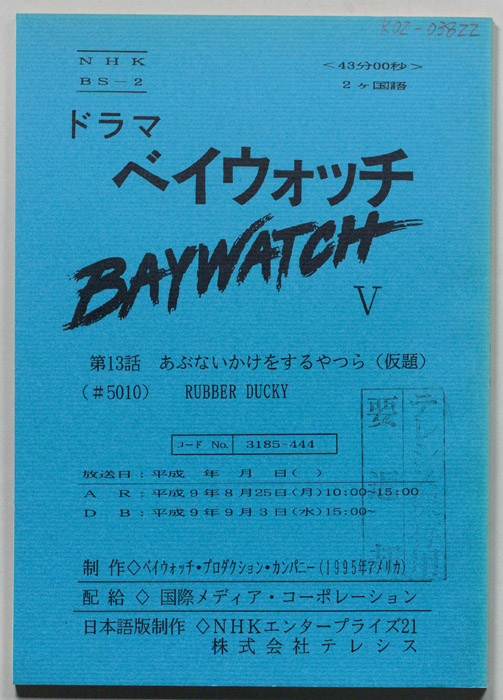 K02-03822
NHK
BS-2
<43分00秒>
2ヶ国語
ドラマ
ベイウォッチ
BAYWATCH
V
第13話 あぶないかけをするやつら(仮題)
(#5010) RUBBER DUCKY
コード No. 3185-444
放送日:平成 年 月 日( )
AR:平成9年8月25日(月)10:00~15:00
DB:平成9年9月3日(水)15:00~
制作◇ベイウォッチ・プロダクション・カンパニー(1995年アメリカ)
配給◇国際メディア・コーポレーション
日本語版制作◇NHKエンタープライズ21
株式会社テレシス